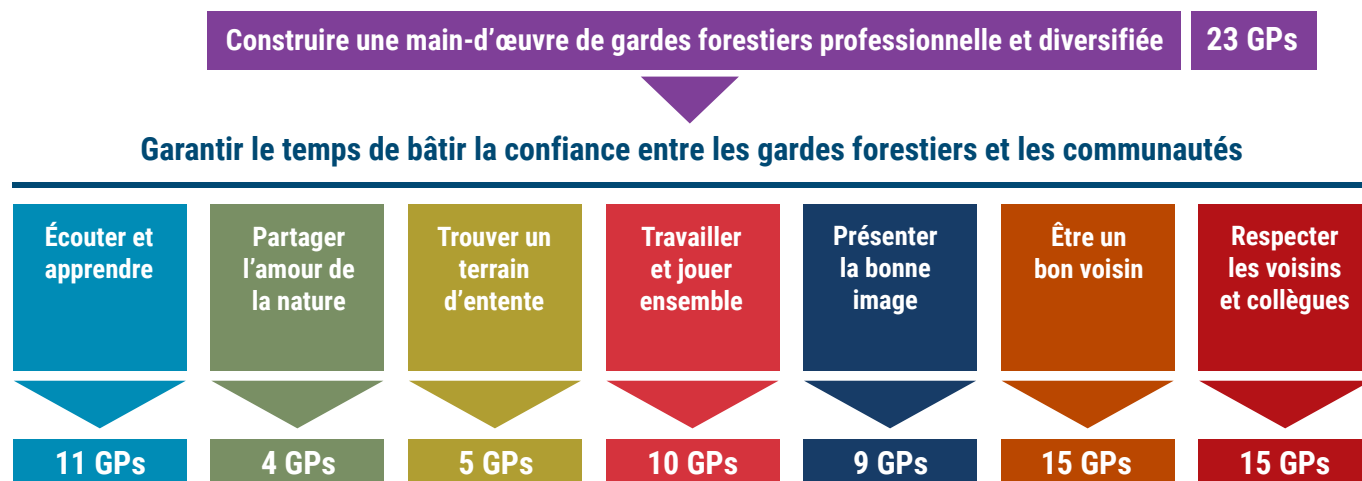 Construire une main-d’œuvre de gardes forestiers professionnelle et diversifiée
23 GPs
Garantir le temps de bâtir la confiance entre les gardes forestiers et les communautés
Écouter et
apprendre
Partager
l’amour de
la nature
Trouver un
terrain
d’entente
Travailler
et jouer
ensemble
Présenter
la bonne
image
Être un
bon voisin
Respecter
les voisins
et collègues
11 GPs
4 GPs
5 GPs
10 GPs
9 GPs
15 GPs
15 GPs